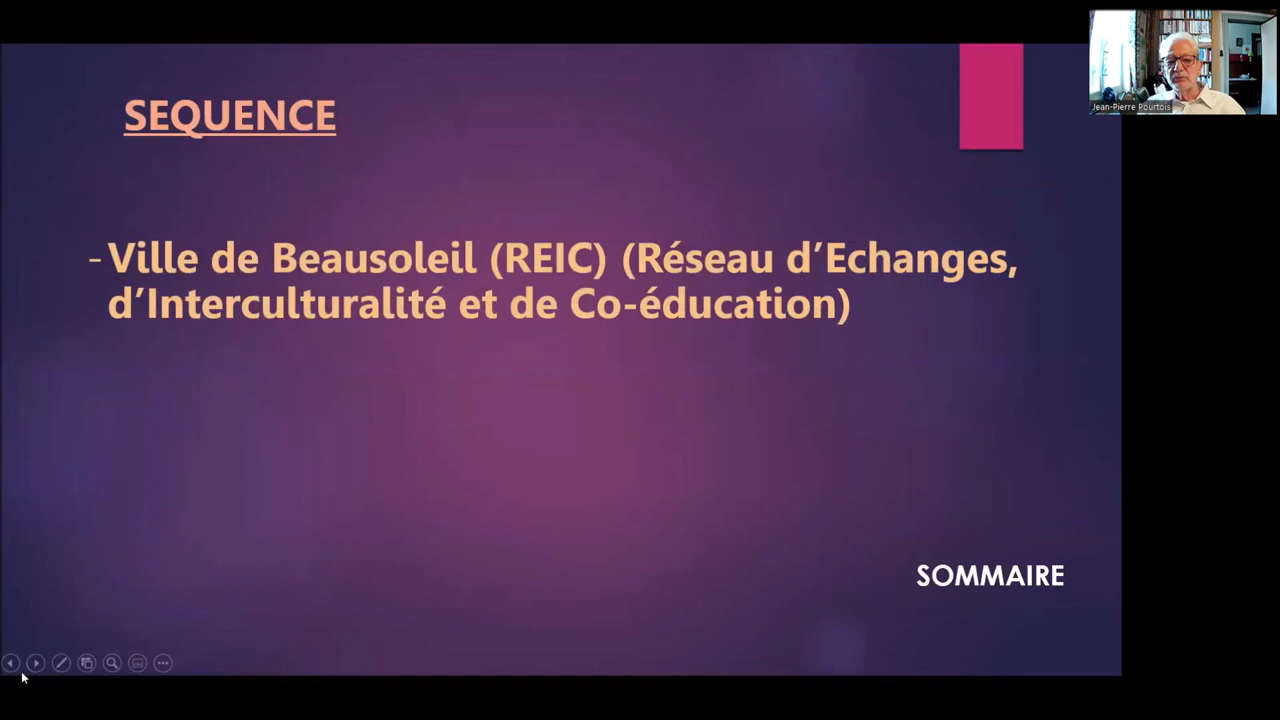 SEQUENCE
-Ville de Beausoleil (REIC) (Réseau d’Echanges,
d’Interculturalité et de Co-éducation)
SOMMAIRE
Jean-Pierre Pourtois